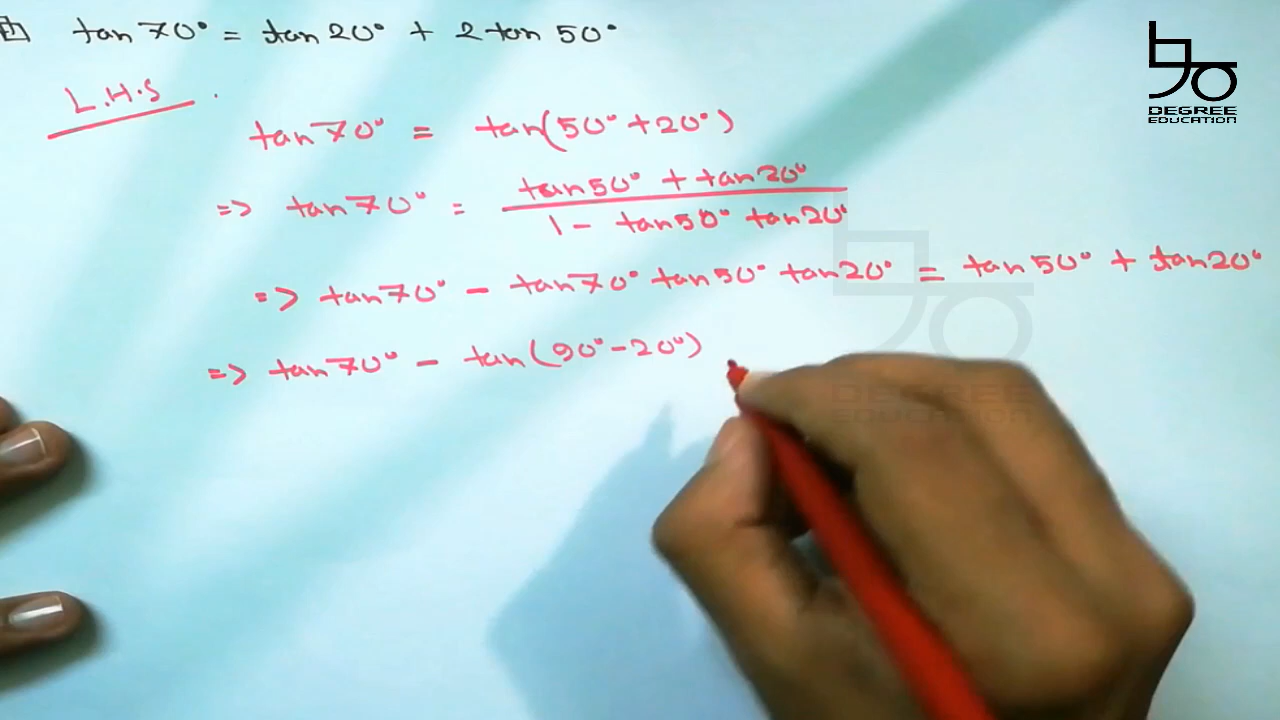 tan 70° = tan 20° + 2 tan 50°
L.H.S.
tan 70° = tan(50° + 20°)
=> tan 70° = tan 50° + tan 20° / 1 - tan 50° tan 20°
=> tan 70° - tan 70° tan 50° tan 20° = tan 50° + tan 20°
=> tan 70° - tan(90° - 20°)
DEGREE
EDUCATION